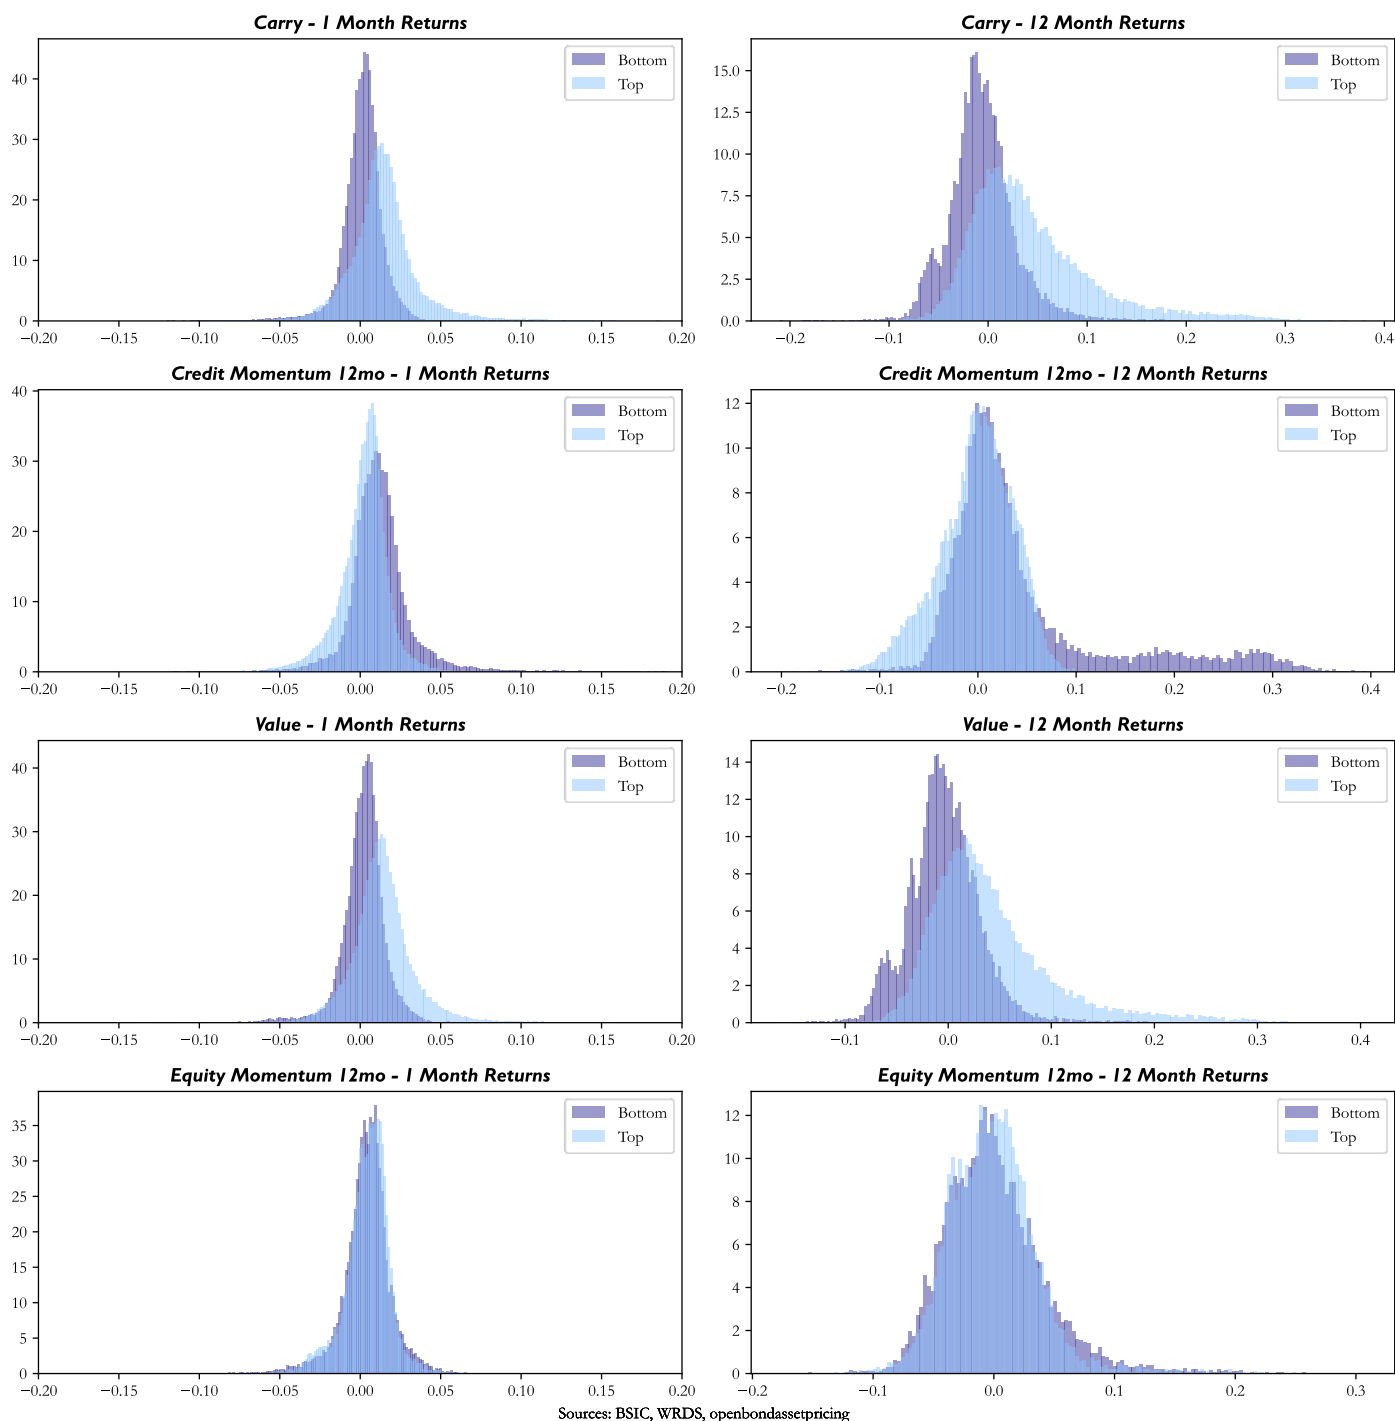 Carry - 1 Month Returns
40
30
20
10
0
−0.20 −0.15 −0.10 −0.05 0.00 0.05 0.10 0.15 0.20
Bottom
Top
Carry - 12 Month Returns
15.0
12.5
10.0
7.5
5.0
2.5
0.0
−0.2 −0.1 0.0 0.1 0.2 0.3 0.4
Bottom
Top
Credit Momentum 12mo - 1 Month Returns
40
30
20
10
0
−0.20 −0.15 −0.10 −0.05 0.00 0.05 0.10 0.15 0.20
Bottom
Top
Credit Momentum 12mo - 12 Month Returns
12
10
8
6
4
2
0
−0.2 −0.1 0.0 0.1 0.2 0.3 0.4
Bottom
Top
Value - 1 Month Returns
40
30
20
10
0
−0.20 −0.15 −0.10 −0.05 0.00 0.05 0.10 0.15 0.20
Bottom
Top
Value - 12 Month Returns
14
12
10
8
6
4
2
0
−0.1 0.0 0.1 0.2 0.3 0.4
Bottom
Top
Equity Momentum 12mo - 1 Month Returns
35
30
25
20
15
10
5
0
−0.20 −0.15 −0.10 −0.05 0.00 0.05 0.10 0.15 0.20
Bottom
Top
Equity Momentum 12mo - 12 Month Returns
12
10
8
6
4
2
0
−0.2 −0.1 0.0 0.1 0.2 0.3
Bottom
Top
Sources: BSIC, WRDS, openbondassetpricing